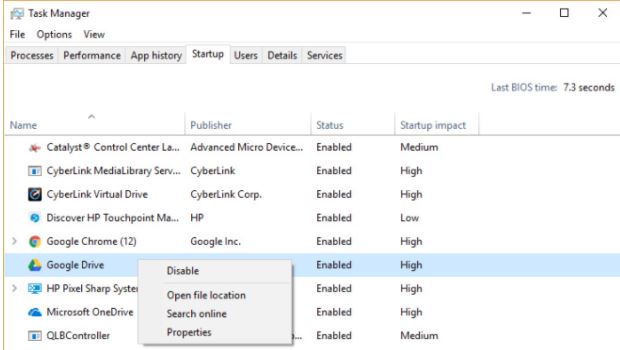 Task Manager
File Options View
Processes Performance App history Startup Users Details Services
Last BIOS time: 7.3 seconds
Name Publisher Status Startup impact
Catalyst® Control Center La... Advanced Micro Device... Enabled Medium
CyberLink MediaLibrary Serv... CyberLink Enabled High
CyberLink Virtual Drive CyberLink Corp. Enabled High
Discover HP Touchpoint Ma... HP Enabled Low
Google Chrome (12) Google Inc. Enabled High
Google Drive Enabled High
Disable
HP Pixel Sharp Enabled High
Open file location
Microsoft OneDrive Enabled High
Search online
QLBController Enabled Medium
Properties